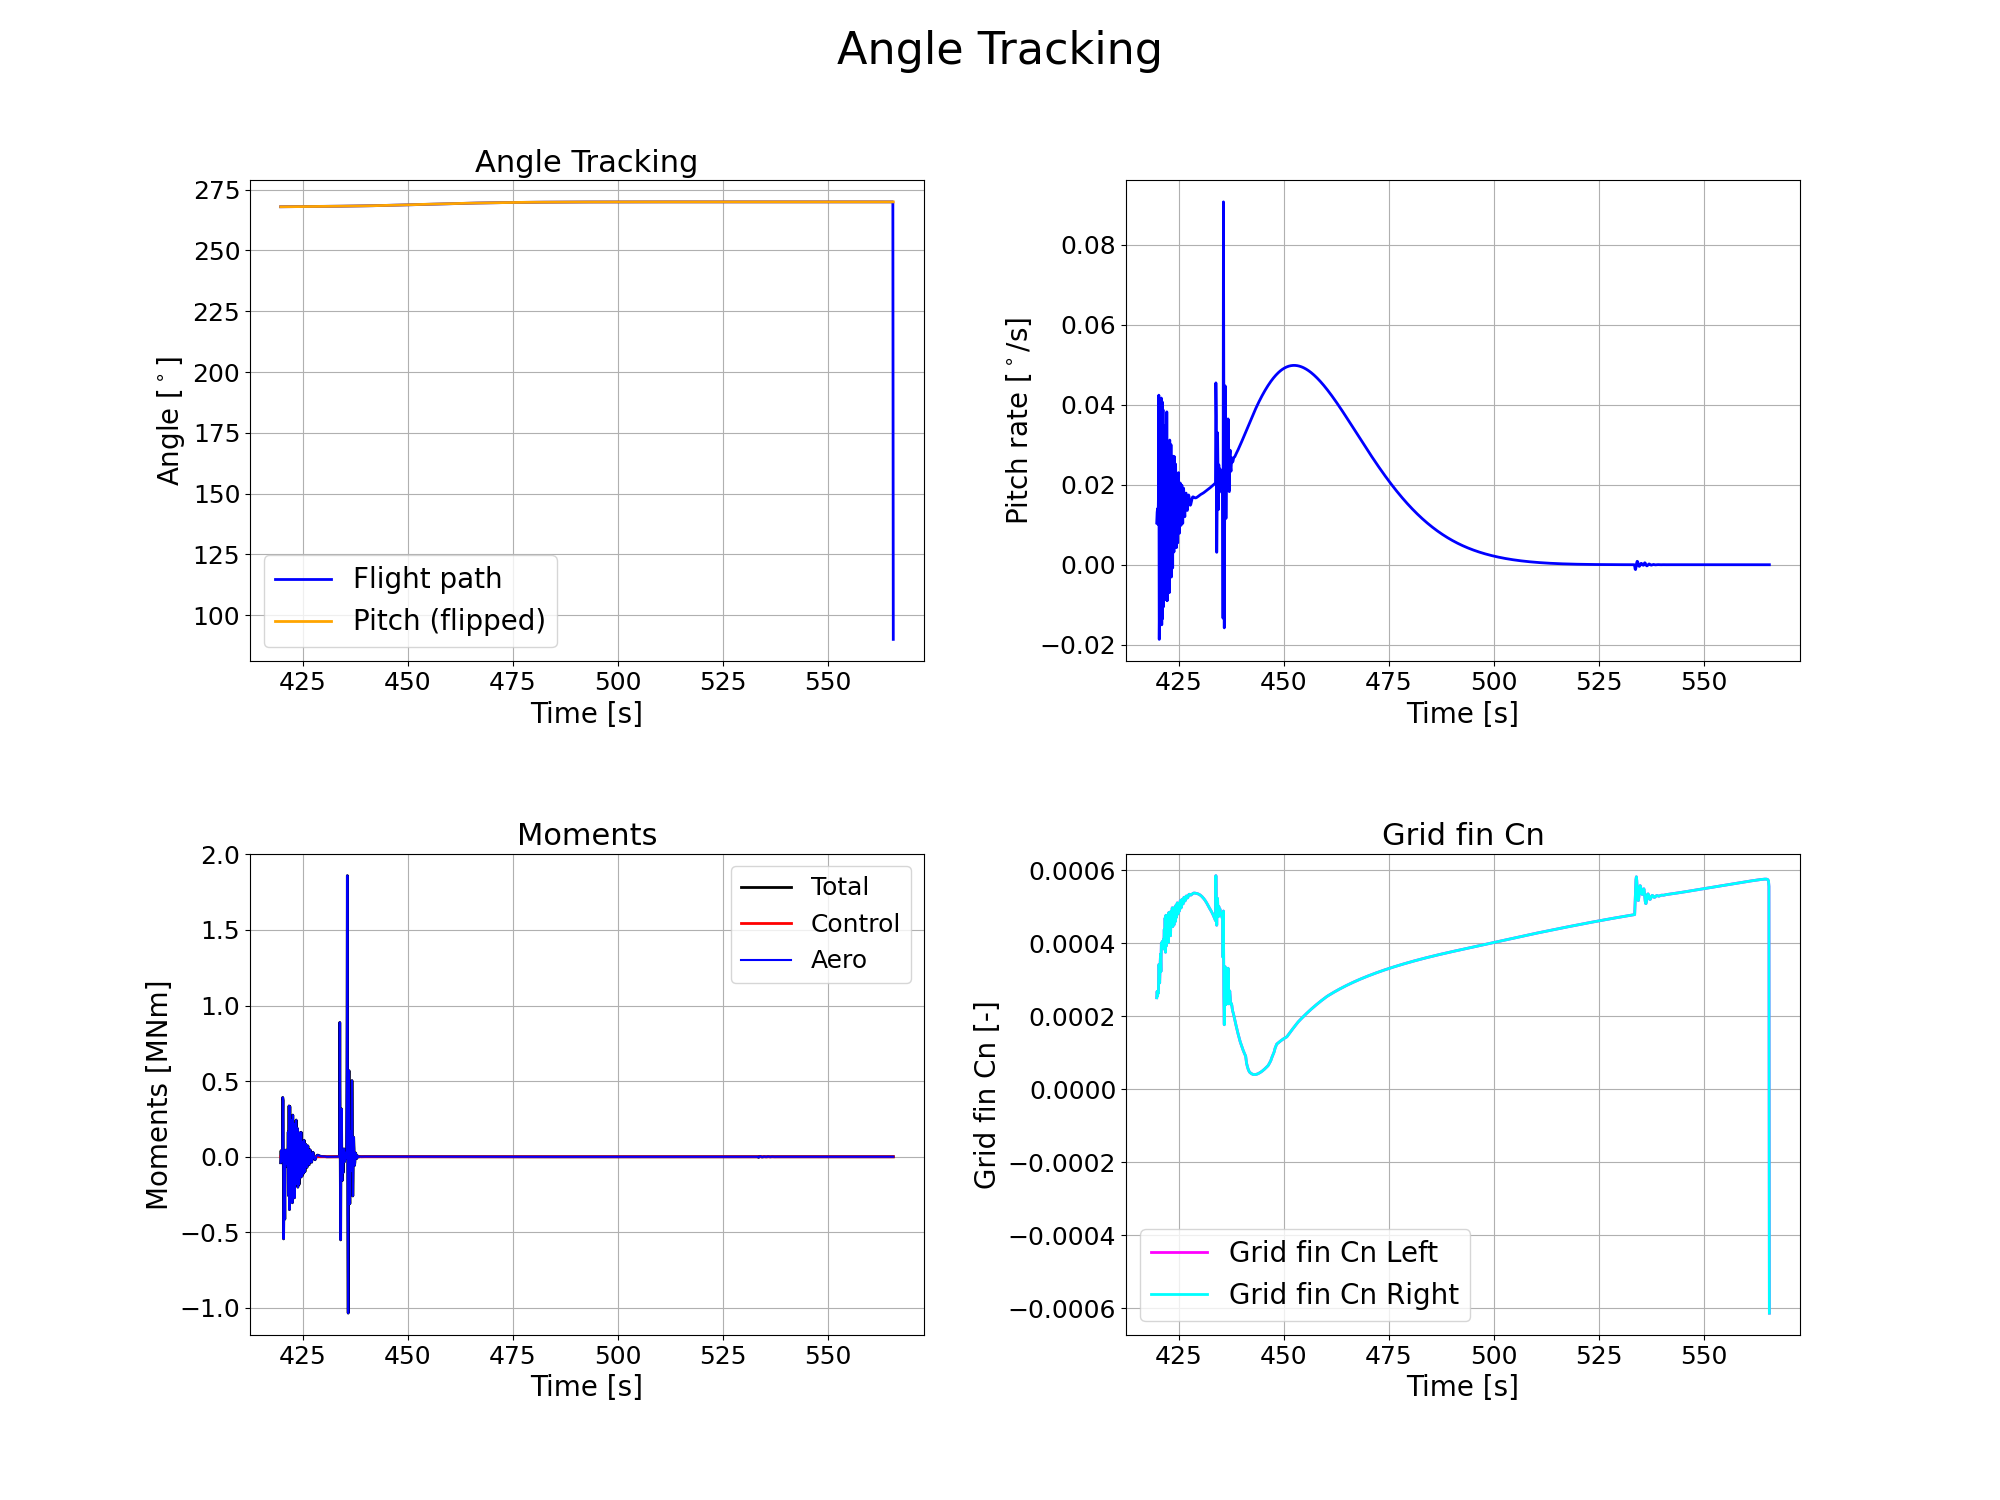 Angle Tracking
Angle Tracking
275
250
225
200
175
150
125
100
Angle [°]
Flight path
Pitch (flipped)
425 450 475 500 525 550
Time [s]
0.08
0.06
0.04
0.02
0.00
−0.02
Pitch rate [°/s]
425 450 475 500 525 550
Time [s]
Moments
2.0
1.5
1.0
0.5
0.0
−0.5
−1.0
Moments [MNm]
Total
Control
Aero
425 450 475 500 525 550
Time [s]
Grid fin Cn
0.0006
0.0004
0.0002
0.0000
−0.0002
−0.0004
−0.0006
Grid fin Cn [-]
Grid fin Cn Left
Grid fin Cn Right
425 450 475 500 525 550
Time [s]